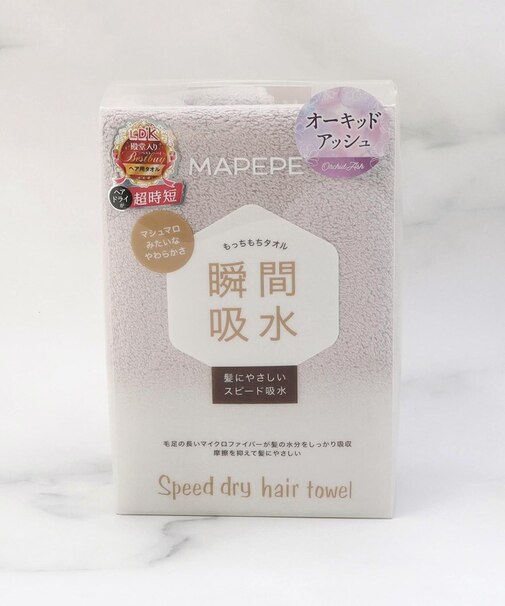 LDK
殿堂入り
Bestbuy
ヘア用タオル
ヘア
ドライが
超時短
オーキッド
アッシュ
Orchid Ash
MAPEPE
マシュマロ
みたいな
やわらかさ
もっちもちタオル
瞬間
吸水
髪にやさしい
スピード吸水
毛足の長いマイクロファイバーが髪の水分をしっかり吸収
摩擦を抑えて髪にやさしい
Speed dry hair towel